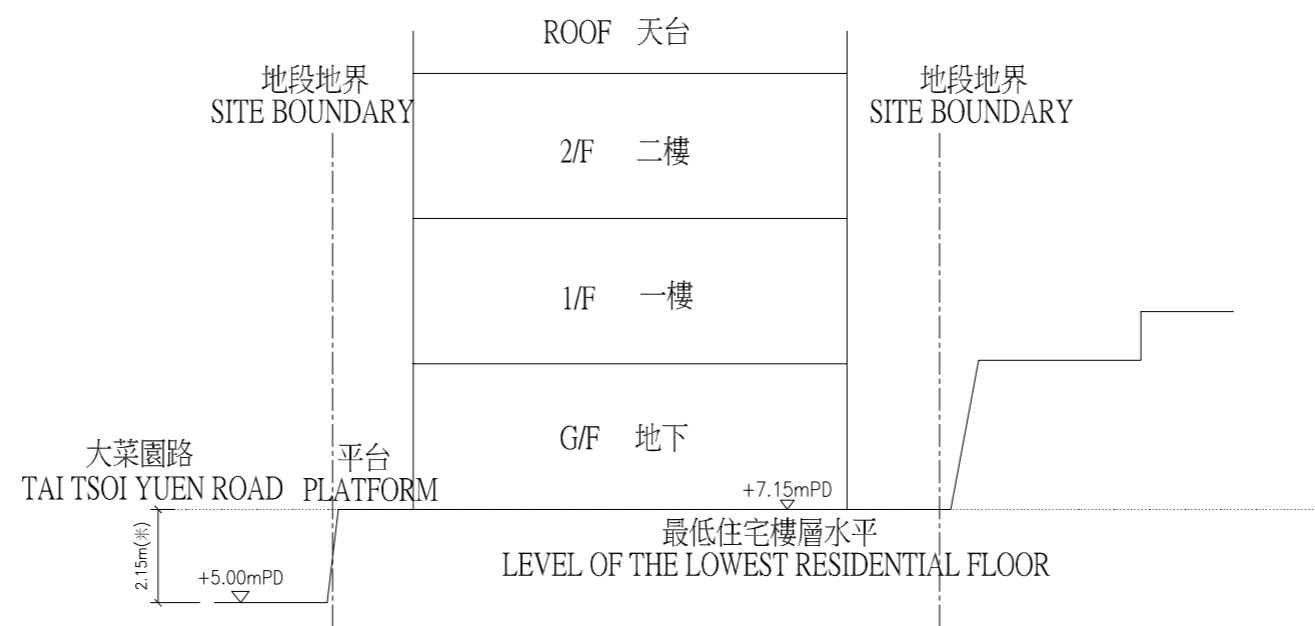 ROOF 天台
地段地界
SITE BOUNDARY
地段地界
SITE BOUNDARY
2/F 二樓
1/F 一樓
G/F 地下
大菜園路
TAI TSOI YUEN ROAD
平台
PLATFORM
+7.15mPD
最低住宅樓層水平
LEVEL OF THE LOWEST RESIDENTIAL FLOOR
2.15m(米)
+5.00mPD